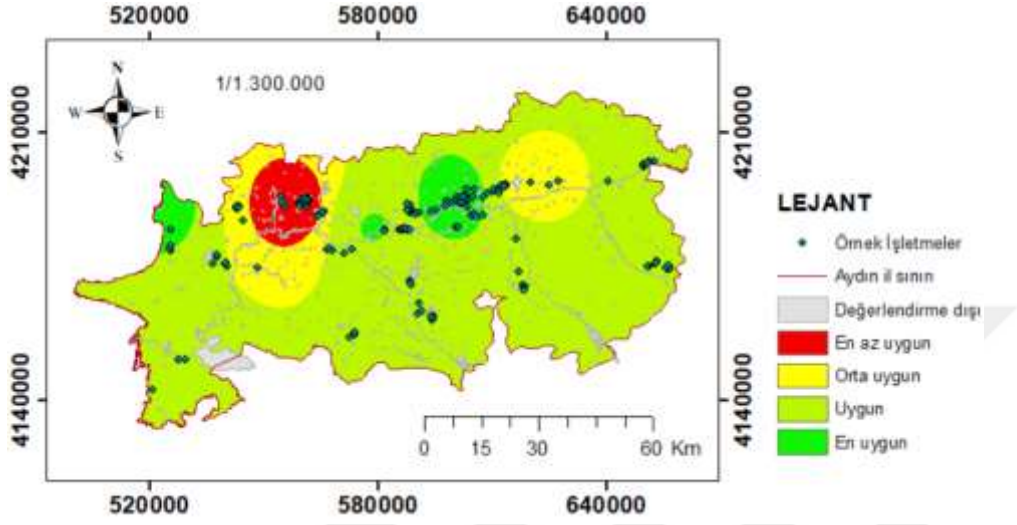 520000 580000 640000
N
W E
S
1/1.300.000
4210000 4210000
4140000 4140000
0 15 30 60 Km
520000 580000 640000
LEJANT
Örnek İşletmeler
Aydın il sınırı
Değerlendirme dışı
En az uygun
Orta uygun
Uygun
En uygun